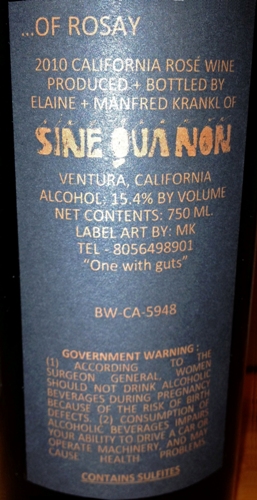 ...OF ROSAY
2010 CALIFORNIA ROSÉ WINE
PRODUCED + BOTTLED BY
ELAINE + MANFRED KRANKL OF
SINE QUA NON
VENTURA, CALIFORNIA
ALCOHOL: 15.4% BY VOLUME
NET CONTENTS: 750 ML.
LABEL ART BY: MK
TEL - 8056498901
"One with guts"
BW-CA-5948
GOVERNMENT WARNING :
(1) ACCORDING TO THE
SURGEON GENERAL, WOMEN
SHOULD NOT DRINK ALCOHOLIC
BEVERAGES DURING PREGNANCY
BECAUSE OF THE RISK OF BIRTH
DEFECTS. (2) CONSUMPTION OF
ALCOHOLIC BEVERAGES IMPAIRS
YOUR ABILITY TO DRIVE A CAR OR
OPERATE MACHINERY, AND MAY
CAUSE HEALTH PROBLEMS.
CONTAINS SULFITES